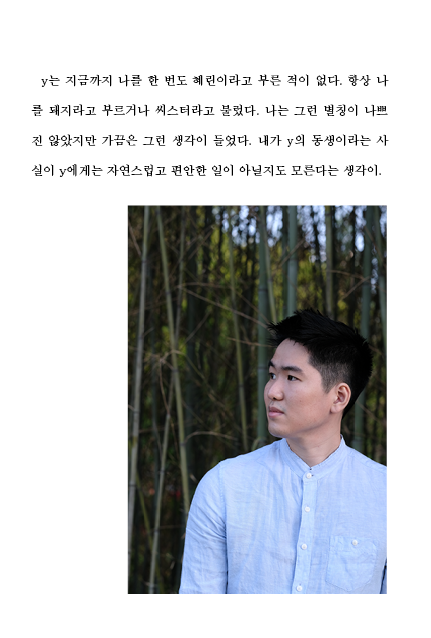 y는 지금까지 나를 한 번도 혜린이라고 부른 적이 없다. 항상 나
를 돼지라고 부르거나 씨스터라고 불렀다. 나는 그런 별칭이 나쁘
진 않았지만 가끔은 그런 생각이 들었다. 내가 y의 동생이라는 사
실이 y에게는 자연스럽고 편안한 일이 아닐지도 모른다는 생각이.